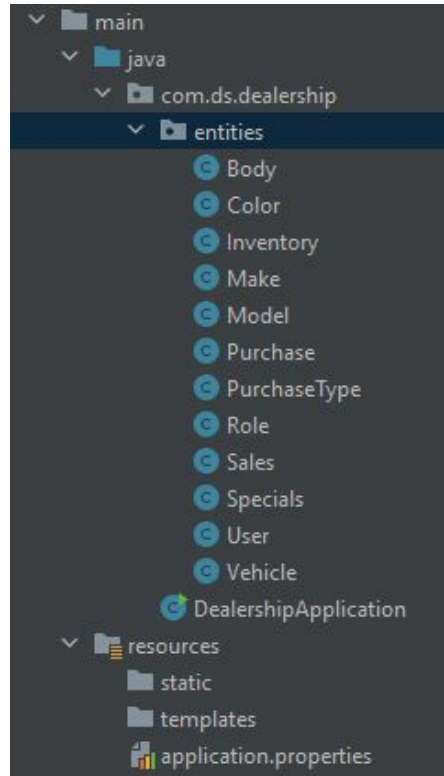 main
java
com.ds.dealership
entities
Body
Color
Inventory
Make
Model
Purchase
PurchaseType
Role
Sales
Specials
User
Vehicle
DealershipApplication
resources
static
templates
application.properties